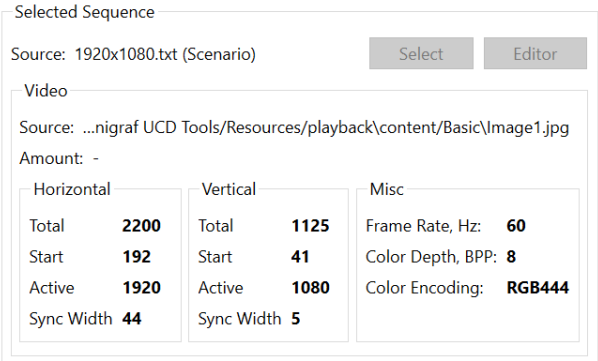 Selected Sequence
Source: 1920x1080.txt (Scenario) Select Editor
Video
Source: ...nigraf UCD Tools/Resources/playback\content/Basic\Image1.jpg
Amount: -
Horizontal Vertical Misc
Total 2200 Total 1125 Frame Rate, Hz: 60
Start 192 Start 41 Color Depth, BPP: 8
Active 1920 Active 1080 Color Encoding: RGB444
Sync Width 44 Sync Width 5